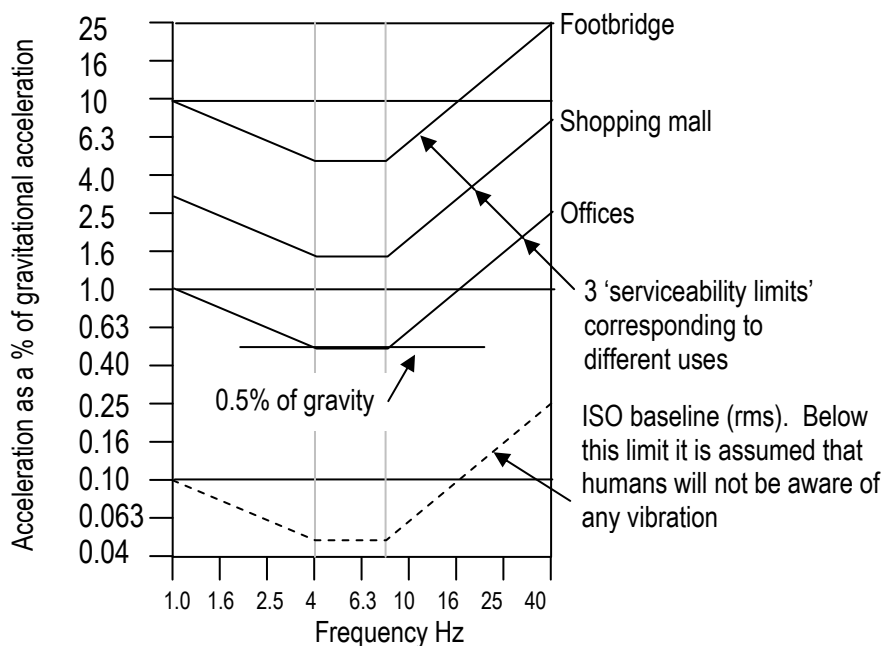 Acceleration as a % of gravitational acceleration
25
16
10
6.3
4.0
2.5
1.6
1.0
0.63
0.40
0.25
0.16
0.10
0.063
0.04
Footbridge
Shopping mall
Offices
3 ‘serviceability limits’
corresponding to
different uses
0.5% of gravity
ISO baseline (rms).  Below
this limit it is assumed that
humans will not be aware of
any vibration
1.0 1.6 2.5 4 6.3 10 16 25 40
Frequency Hz